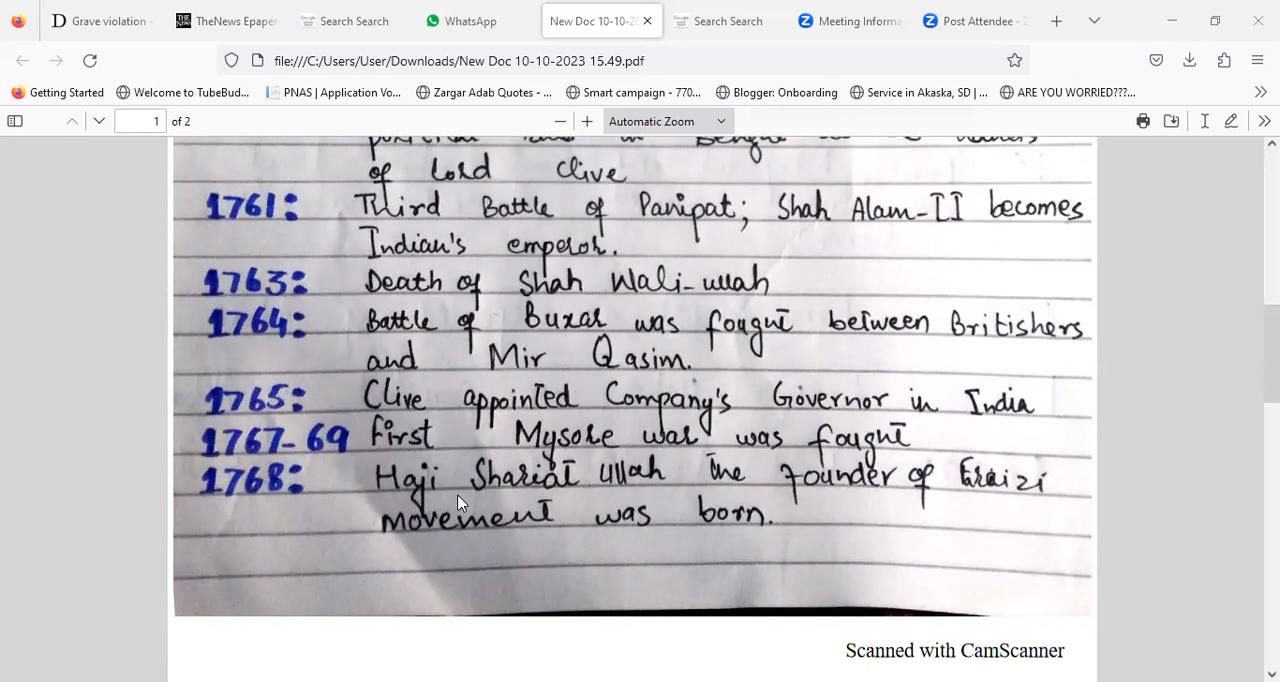 Grave violation
TheNews Epaper
Search Search
WhatsApp
New Doc 10-10-20
Search Search
Meeting Informa
Post Attendee - 2
file:///C:/Users/User/Downloads/New Doc 10-10-2023 15.49.pdf
Getting Started
Welcome to TubeBud...
PNAS | Application Vo...
Zargar Adab Quotes - ...
Smart campaign - 770...
Blogger: Onboarding
Service in Akaska, SD | ...
ARE YOU WORRIED???...
1 of 2
Automatic Zoom
in Bengal
of Lord Clive
1761: Third Battle of Panipat; Shah Alam-II becomes
Indian's emperor.
1763: Death of Shah Wali-ullah
1764: Battle of Buxar was fought between Britishers
and Mir Qasim.
1765: Clive appointed Company's Governor in India
1767-69 First Mysore war was fought
1768: Haji Shariat Ullah the founder of Fraizi
movement was born.
Scanned with CamScanner